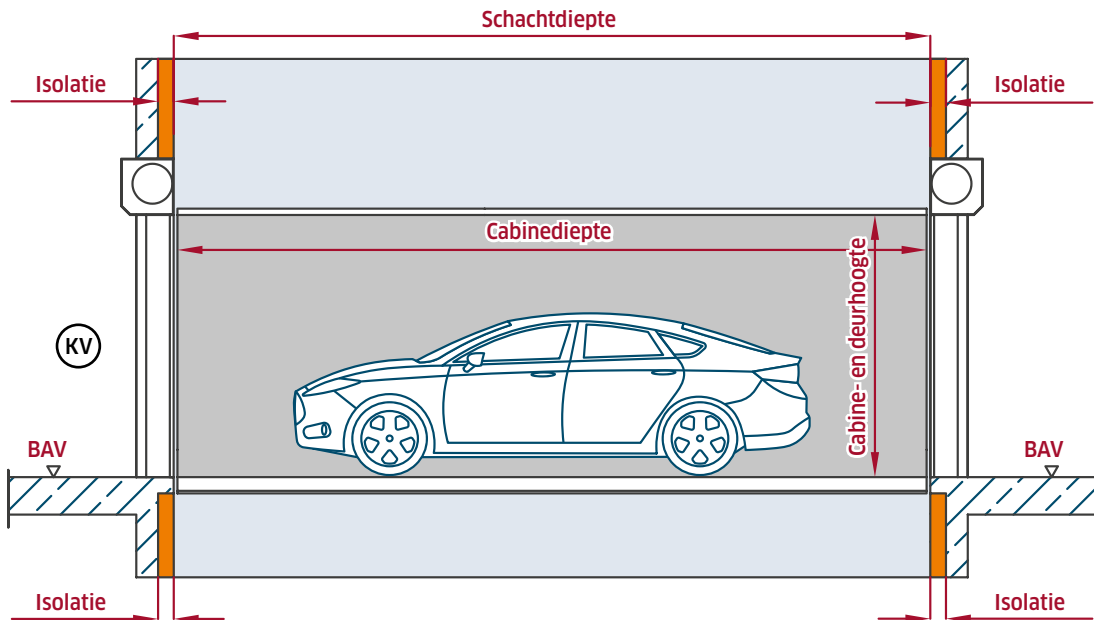 Schachtdiepte
Isolatie
Isolatie
Cabinediepte
Cabine- en deurhoogte
KV
BAV
BAV
Isolatie
Isolatie